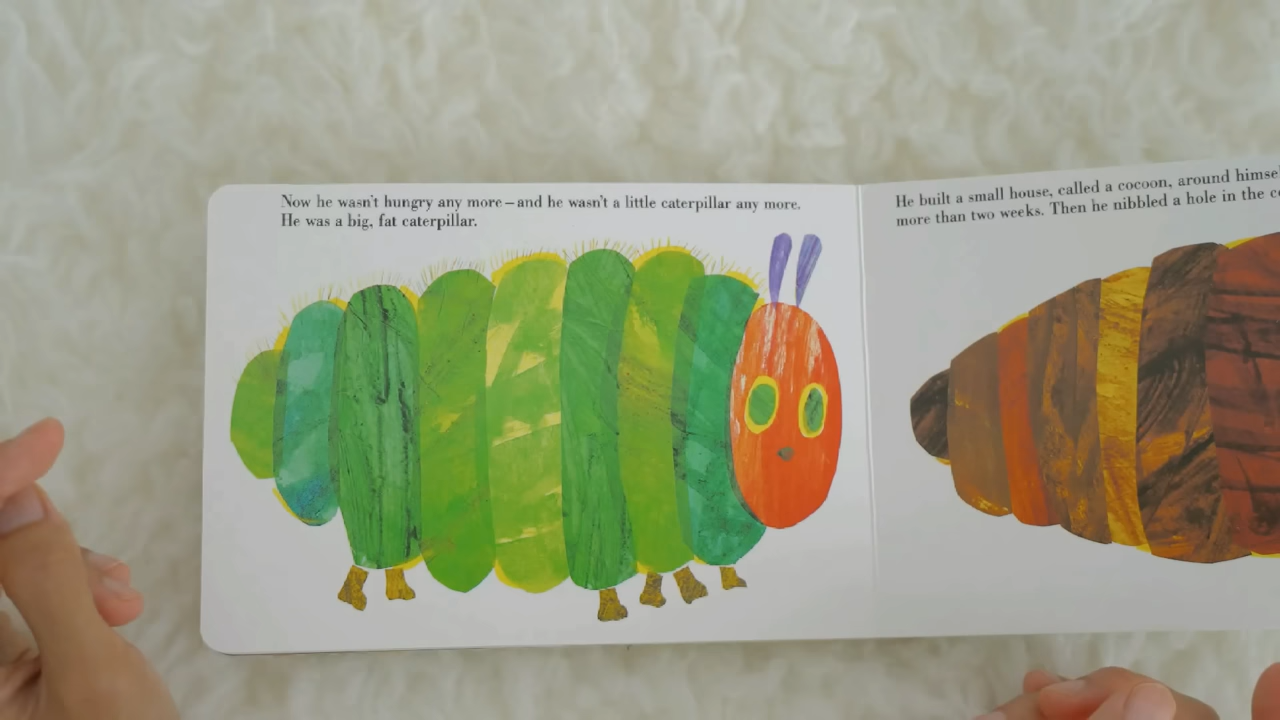 Now he wasn't hungry any more – and he wasn't a little caterpillar any more.
He was a big, fat caterpillar.
He built a small house, called a cocoon, around
more than two weeks. Then he nibbled a hole in the